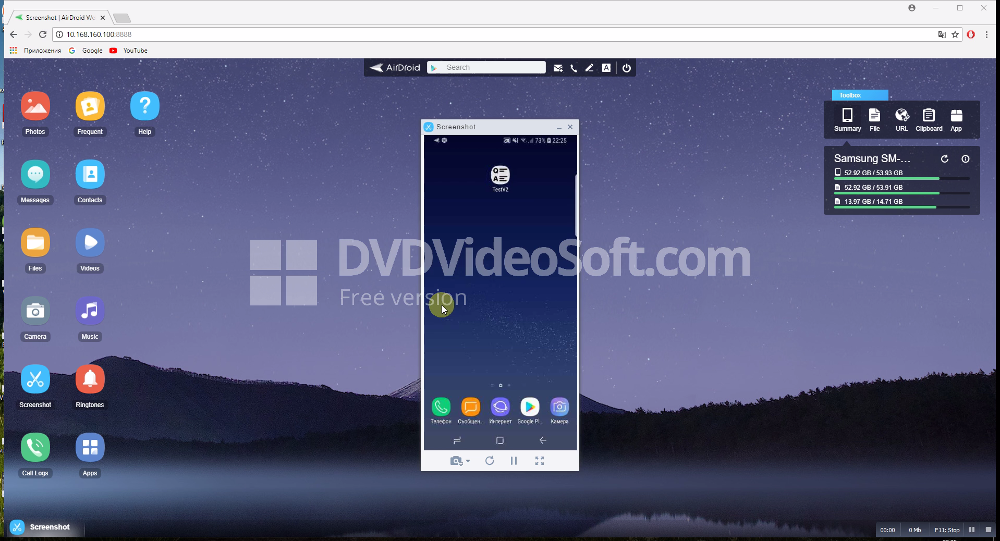 Screenshot | AirDroid We
10.168.160.100:8888
Приложения
Google
YouTube
AirDroid
Search
Photos
Frequent
Help
Messages
Contacts
Files
Videos
Camera
Music
Screenshot
Ringtones
Call Logs
Apps
Screenshot
73% 22:25
TestV2
Телефон
Съобщен...
Интернет
Google Pl...
Камера
DVDVideoSoft.com
Free version
Toolbox
Summary
File
URL
Clipboard
App
Samsung SM-...
52.92 GB / 53.93 GB
52.92 GB / 53.91 GB
13.97 GB / 14.71 GB
Screenshot
00:00
0 Mb
F11: Stop